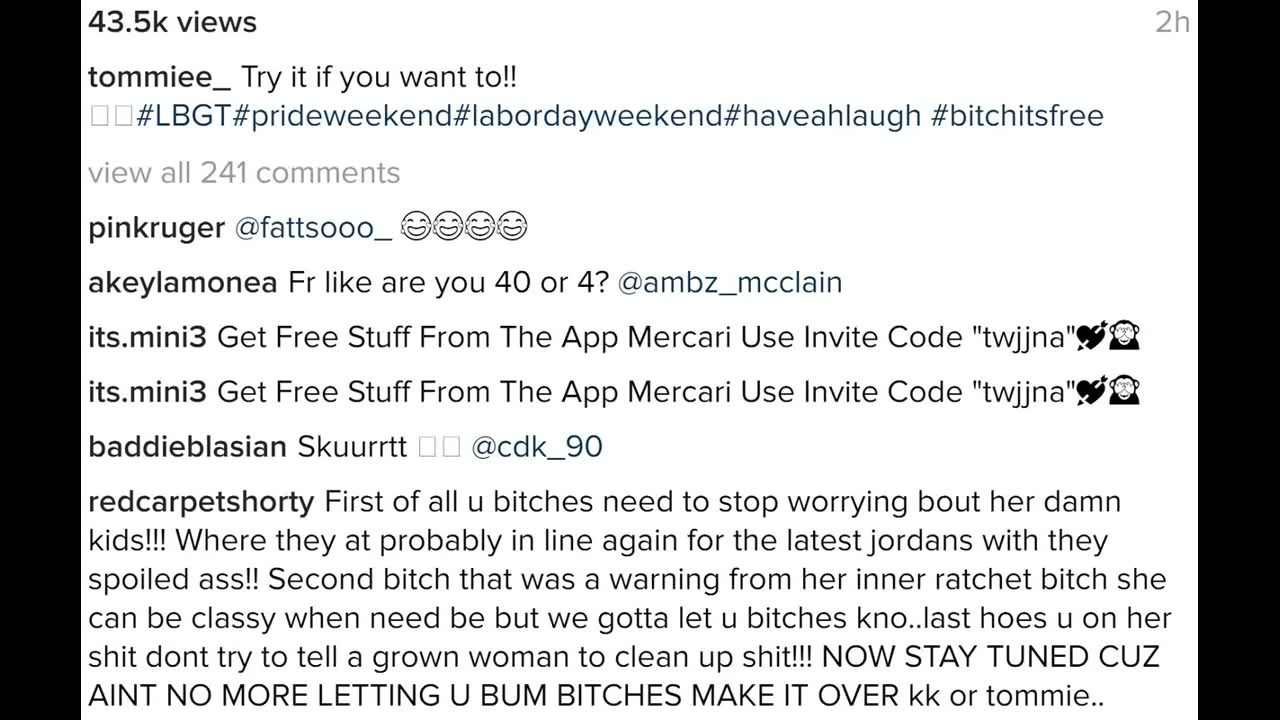 43.5k views 2h
tommiee_ Try it if you want to!!
#LBGT#prideweekend#labordayweekend#haveahlaugh #bitchitsfree
view all 241 comments
pinkruger @fattsooo_ 😂😂😂😂
akeylamonea Fr like are you 40 or 4? @ambz_mcclain
its.mini3 Get Free Stuff From The App Mercari Use Invite Code "twjjna"💘🙈
its.mini3 Get Free Stuff From The App Mercari Use Invite Code "twjjna"💘🙈
baddieblasian Skuurrtt @cdk_90
redcarpetshorty First of all u bitches need to stop worrying bout her damn
kids!!! Where they at probably in line again for the latest jordans with they
spoiled ass!! Second bitch that was a warning from her inner ratchet bitch she
can be classy when need be but we gotta let u bitches kno..last hoes u on her
shit dont try to tell a grown woman to clean up shit!!! NOW STAY TUNED CUZ
AINT NO MORE LETTING U BUM BITCHES MAKE IT OVER kk or tommie..